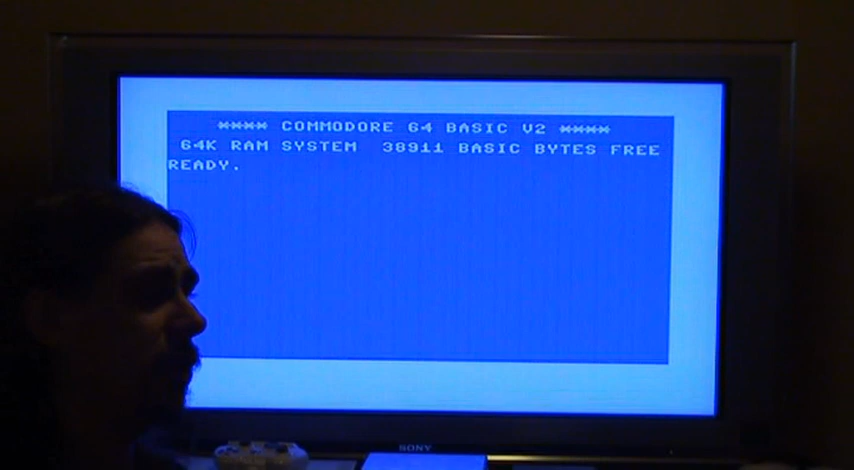 **** COMMODORE 64 BASIC V2 ****
64K RAM SYSTEM 38911 BASIC BYTES FREE
READY.
SONY